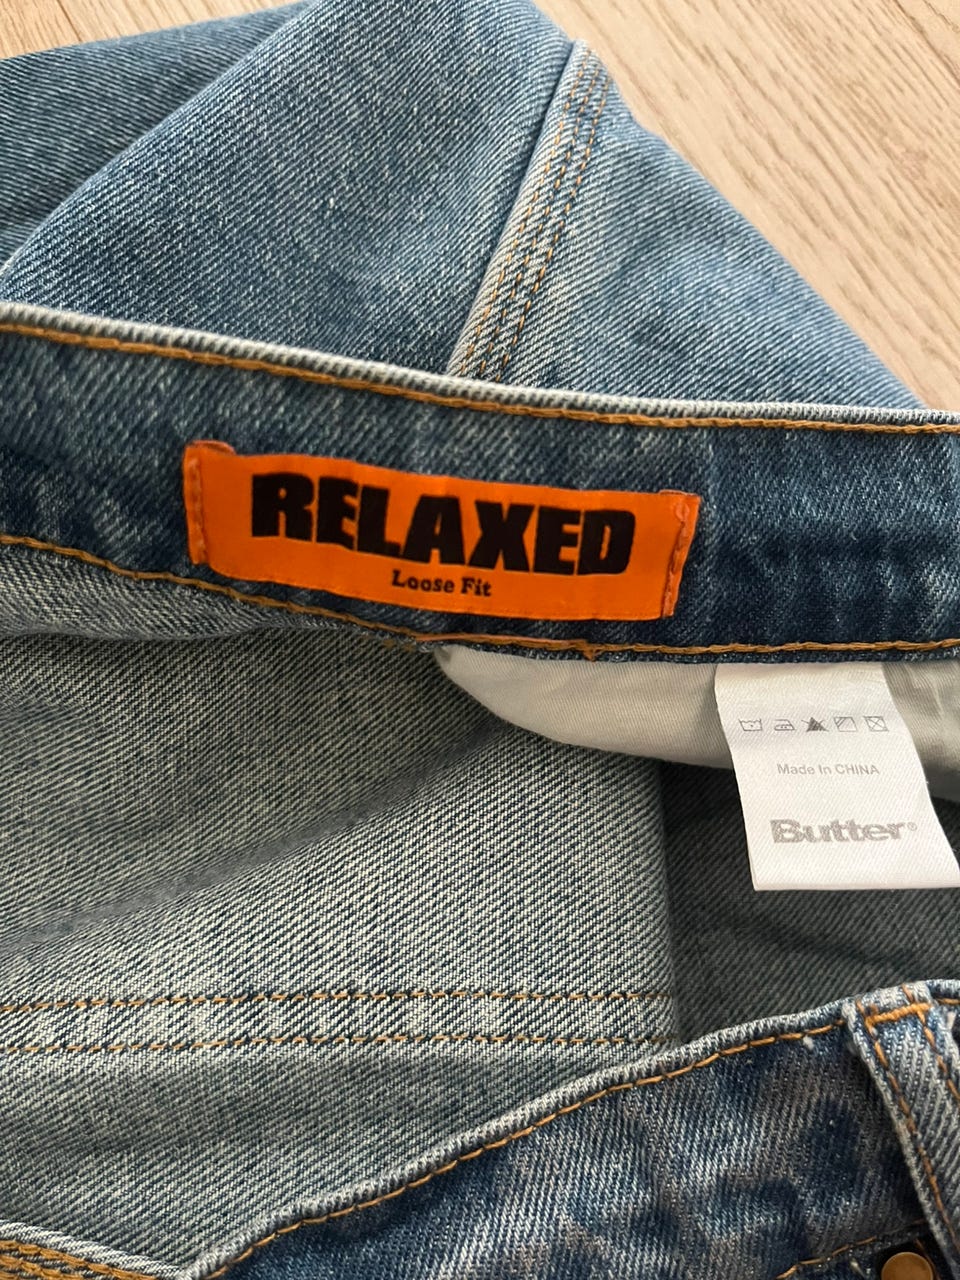 RELAXED
Loose Fit
Made In CHINA
Butter®